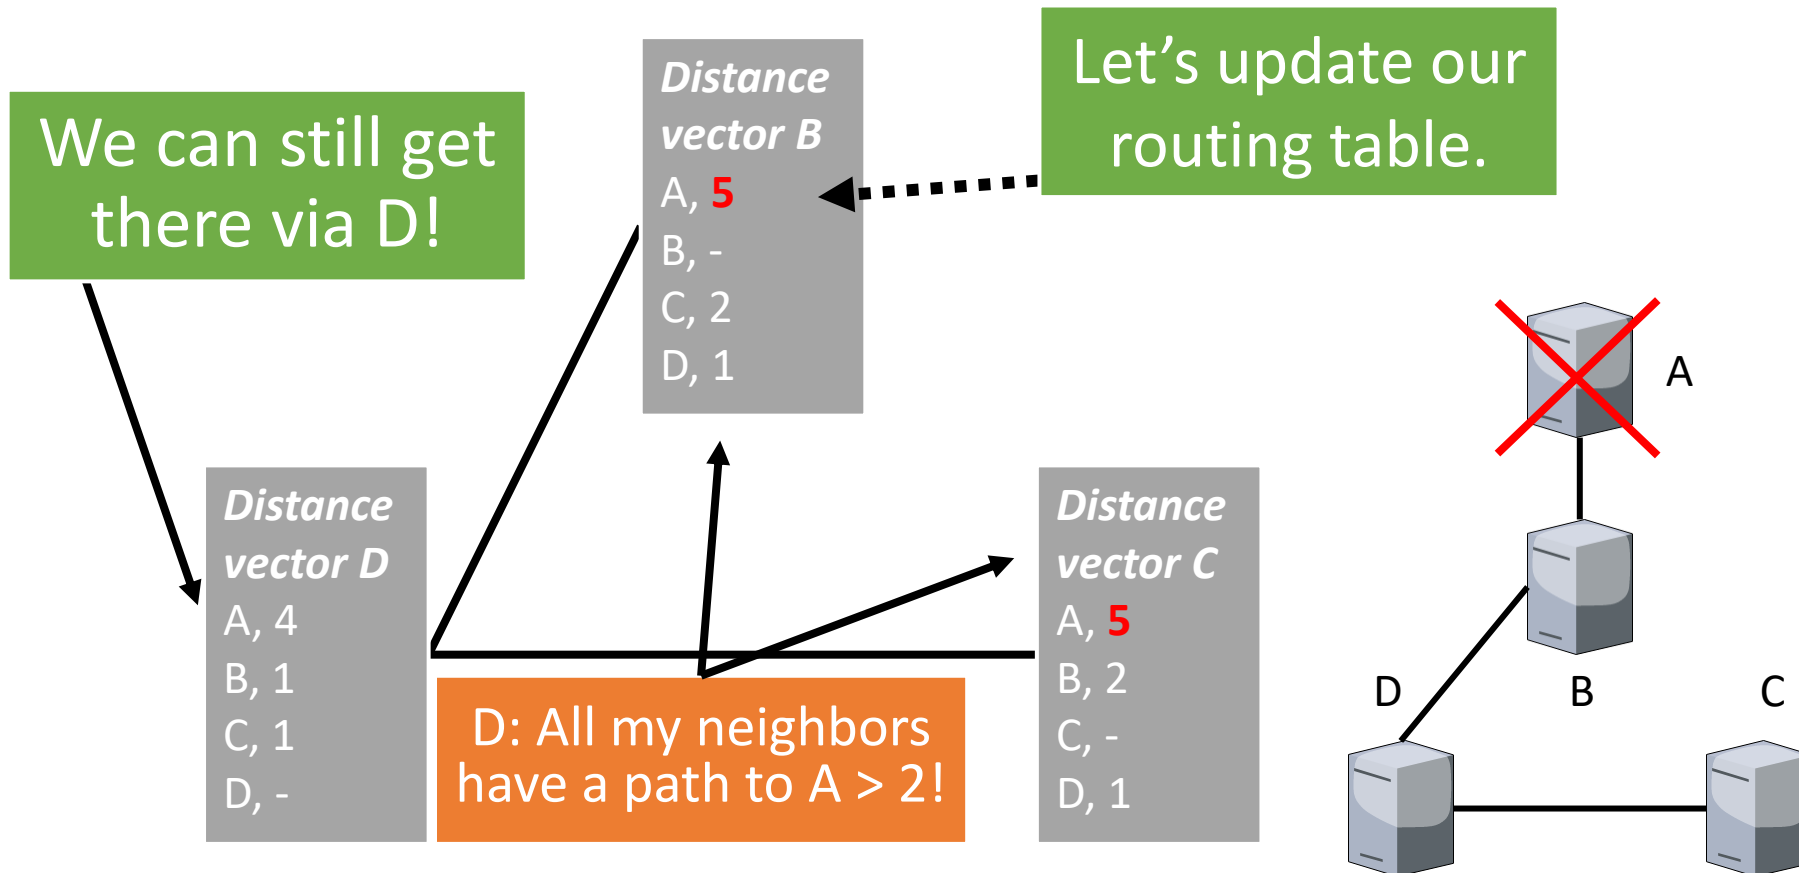 We can still get
there via D!
Distance
vector B
A, 5
B, -
C, 2
D, 1
Let’s update our
routing table.
Distance
vector D
A, 4
B, 1
C, 1
D, -
D: All my neighbors
have a path to A > 2!
Distance
vector C
A, 5
B, 2
C, -
D, 1
A
D
B
C